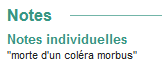 Notes
Notes individuelles
"morte d'un coléra morbus"